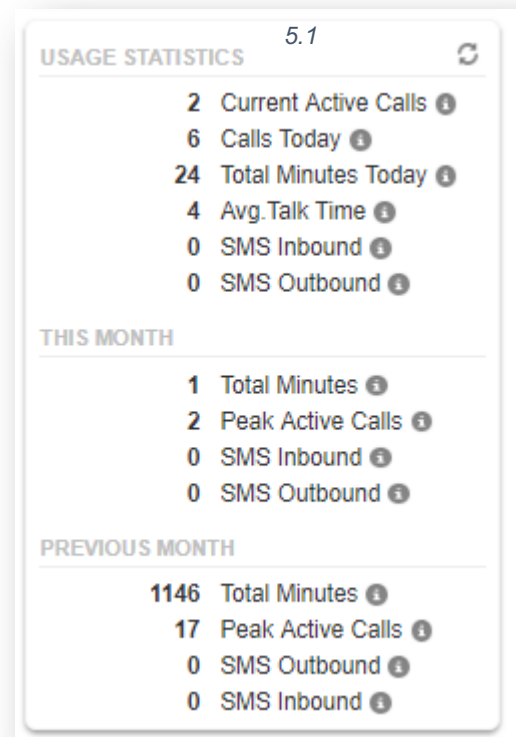 5.1
USAGE STATISTICS
2 Current Active Calls
6 Calls Today
24 Total Minutes Today
4 Avg.Talk Time
0 SMS Inbound
0 SMS Outbound
THIS MONTH
1 Total Minutes
2 Peak Active Calls
0 SMS Inbound
0 SMS Outbound
PREVIOUS MONTH
1146 Total Minutes
17 Peak Active Calls
0 SMS Outbound
0 SMS Inbound